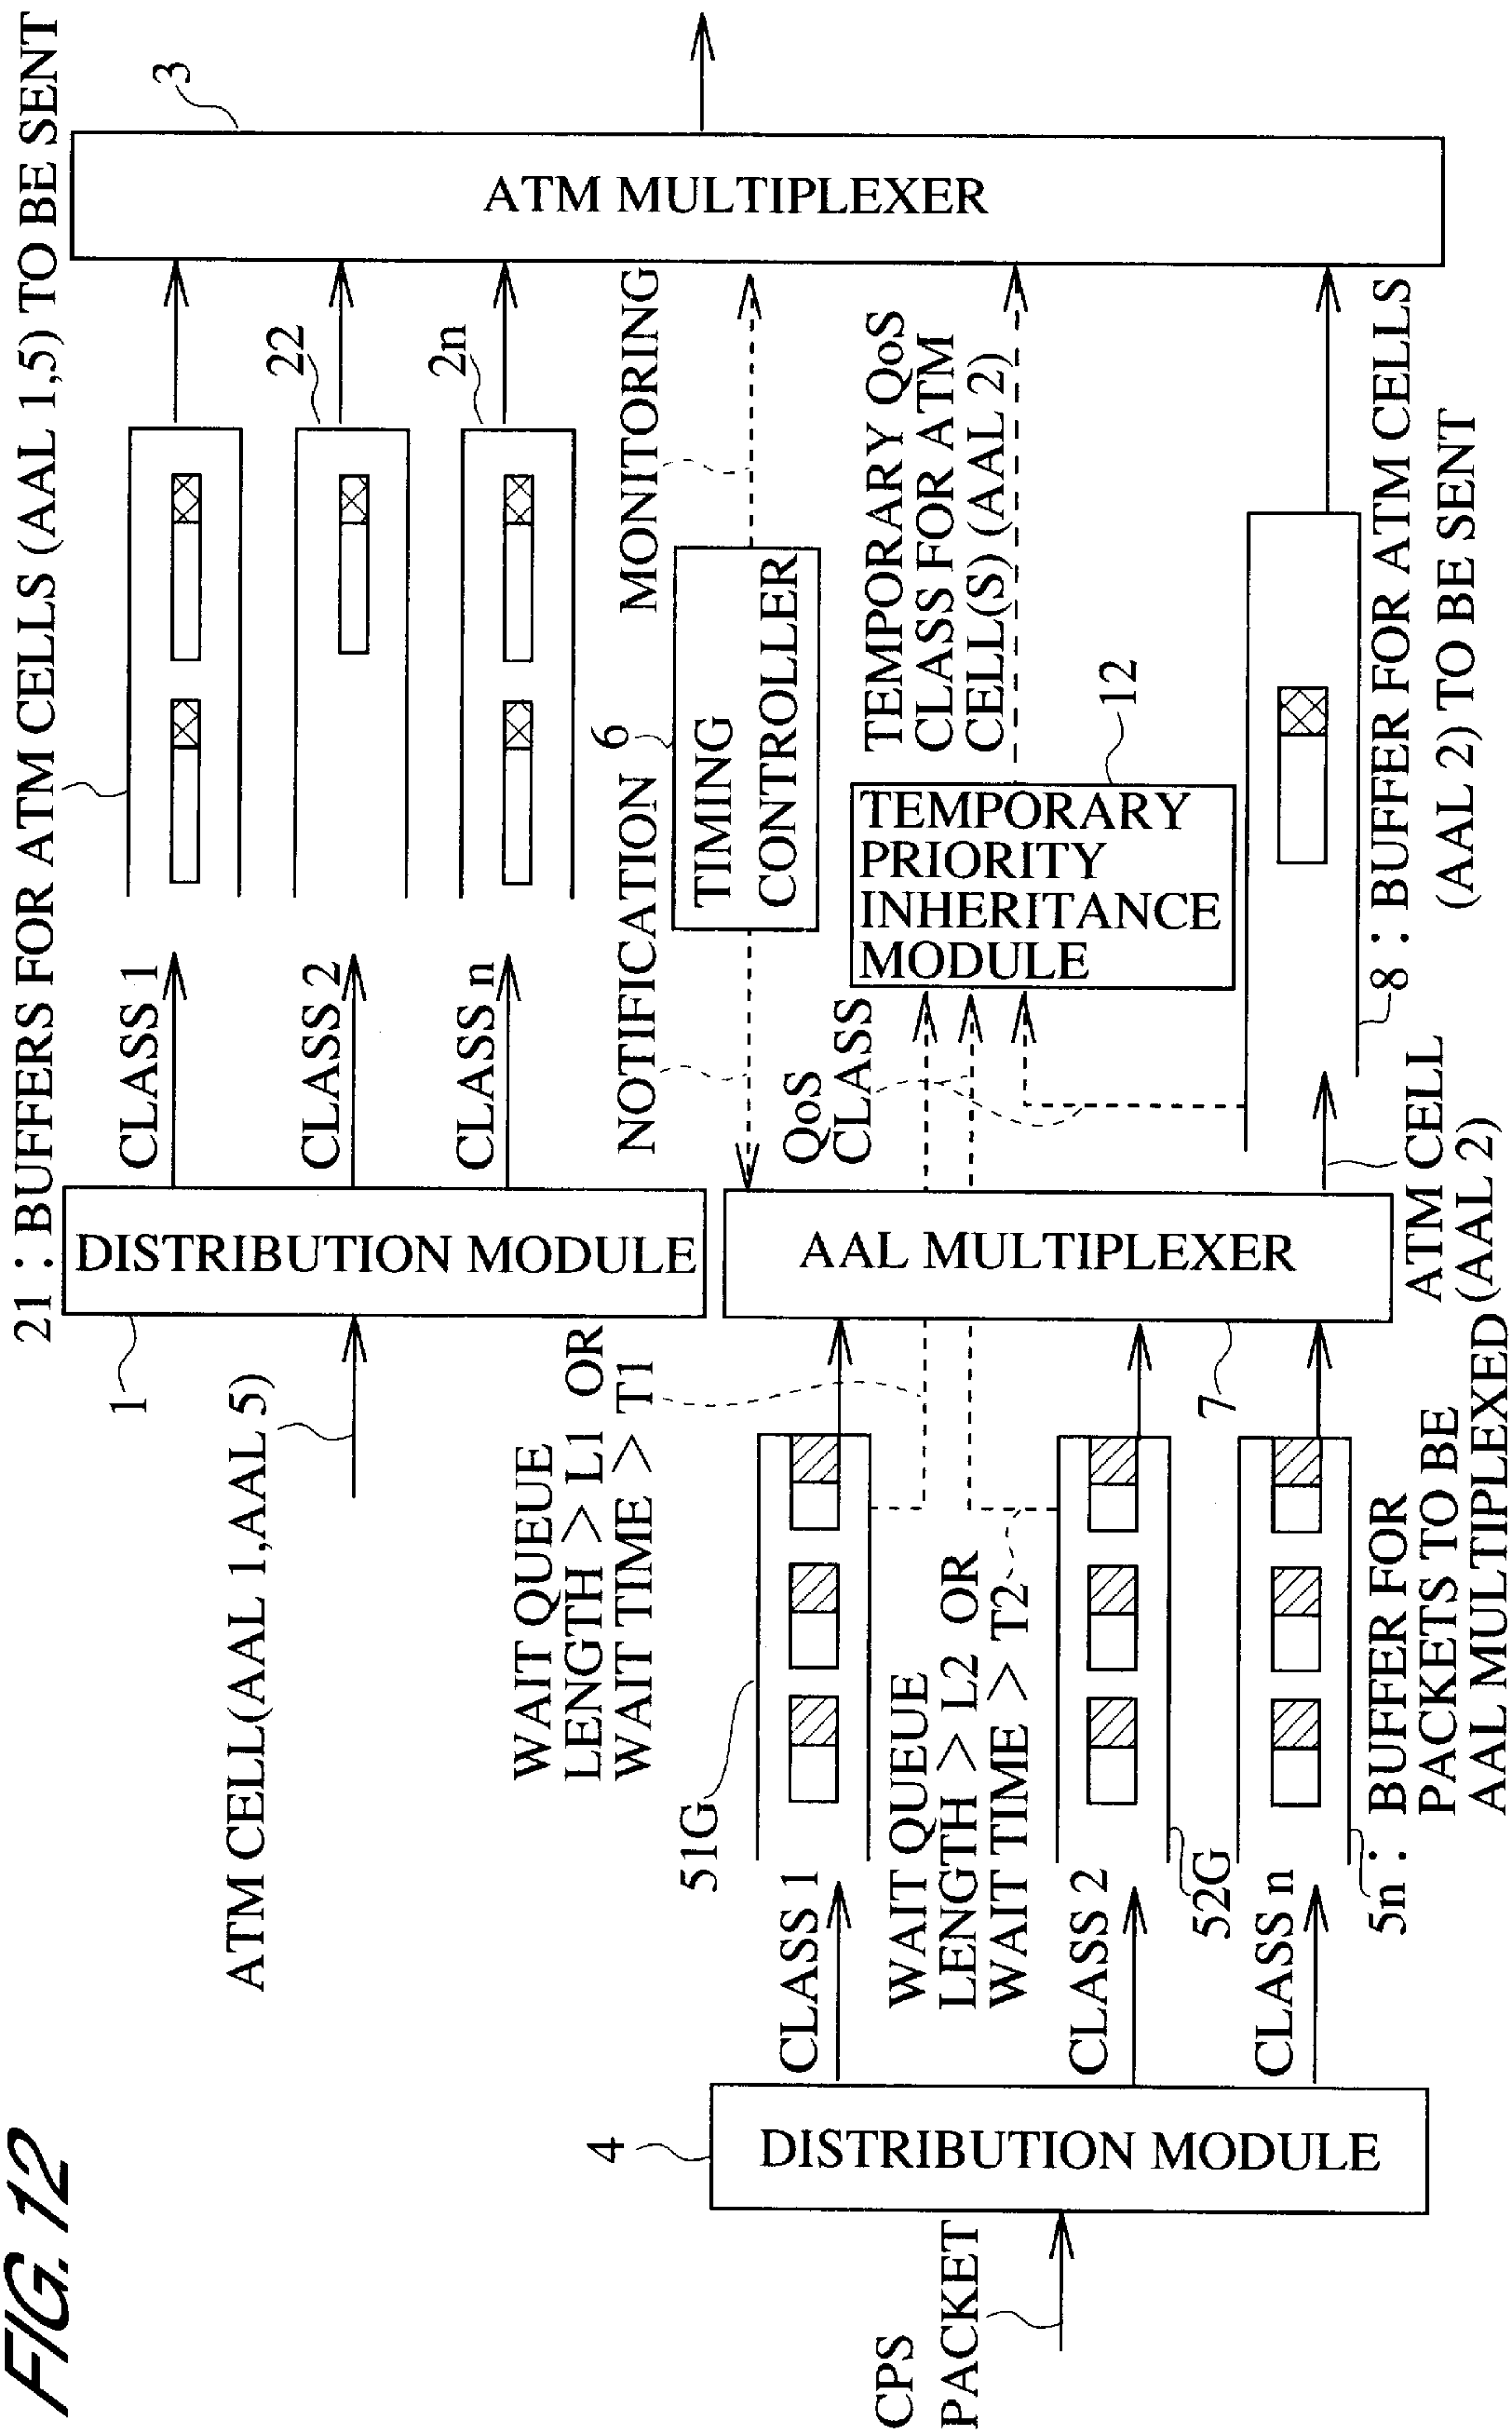 FIG. 12
21 : BUFFERS FOR ATM CELLS (AAL 1,5) TO BE SENT
3
ATM MULTIPLEXER
22
2n
CLASS 1
CLASS 2
CLASS n
DISTRIBUTION MODULE
1
ATM CELL(AAL 1,AAL 5)
MONITORING
NOTIFICATION
6
TIMING
CONTROLLER
TEMPORARY QoS
CLASS FOR ATM
CELL(S) (AAL 2)
12
TEMPORARY
PRIORITY
INHERITANCE
MODULE
QoS
CLASS
8 : BUFFER FOR ATM CELLS
(AAL 2) TO BE SENT
ATM CELL
(AAL 2)
AAL MULTIPLEXER
7
WAIT QUEUE
LENGTH > L1 OR
WAIT TIME > T1
51G
WAIT QUEUE
LENGTH > L2 OR
WAIT TIME > T2
52G
5n : BUFFER FOR
PACKETS TO BE
AAL MULTIPLEXED
CLASS 1
CLASS 2
CLASS n
4
DISTRIBUTION MODULE
CPS
PACKET